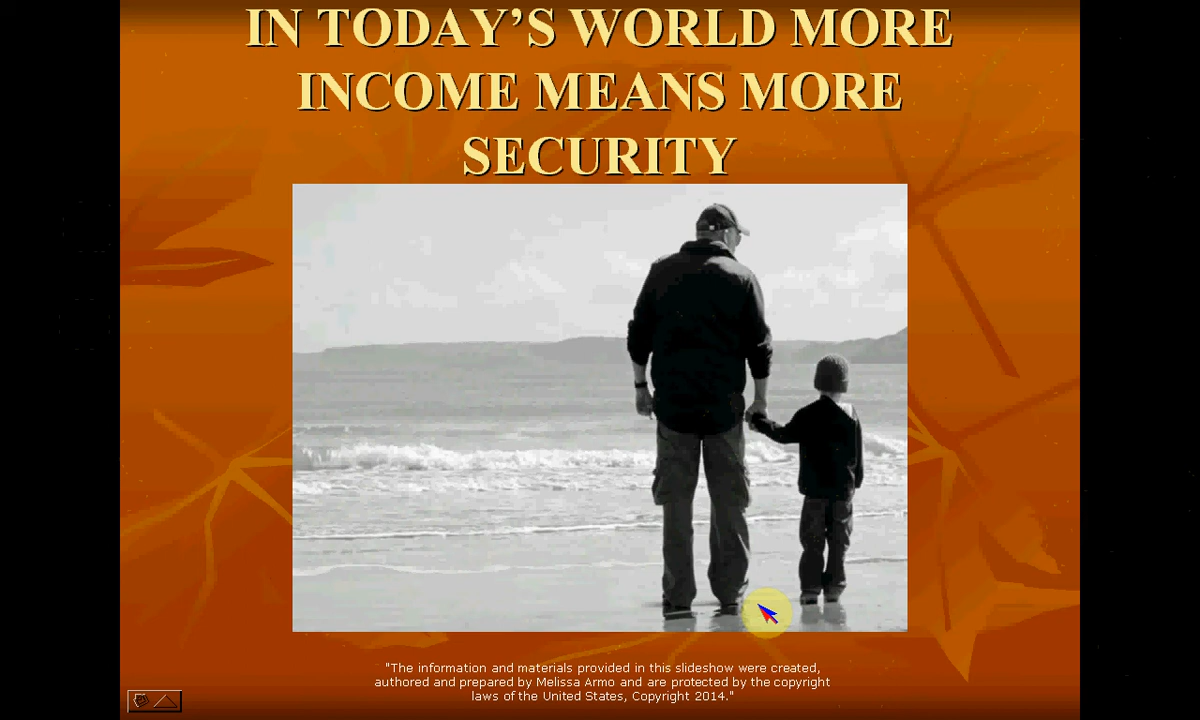 IN TODAY’S WORLD MORE
INCOME MEANS MORE
SECURITY
"The information and materials provided in this slideshow were created,
authored and prepared by Melissa Armo and are protected by the copyright
laws of the United States, Copyright 2014."